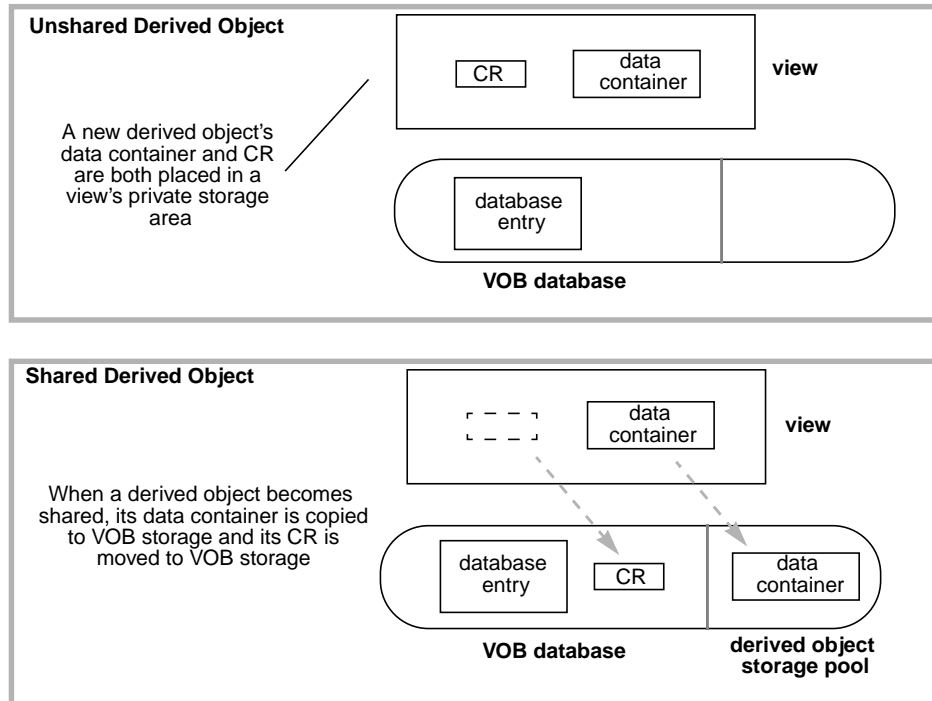 Unshared Derived Object
CR
data
container
view
A new derived object's
data container and CR
are both placed in a
view's private storage
area
database
entry
VOB database
Shared Derived Object
data
container
view
When a derived object becomes
shared, its data container is copied
to VOB storage and its CR is
moved to VOB storage
database
entry
CR
data
container
VOB database
derived object
storage pool